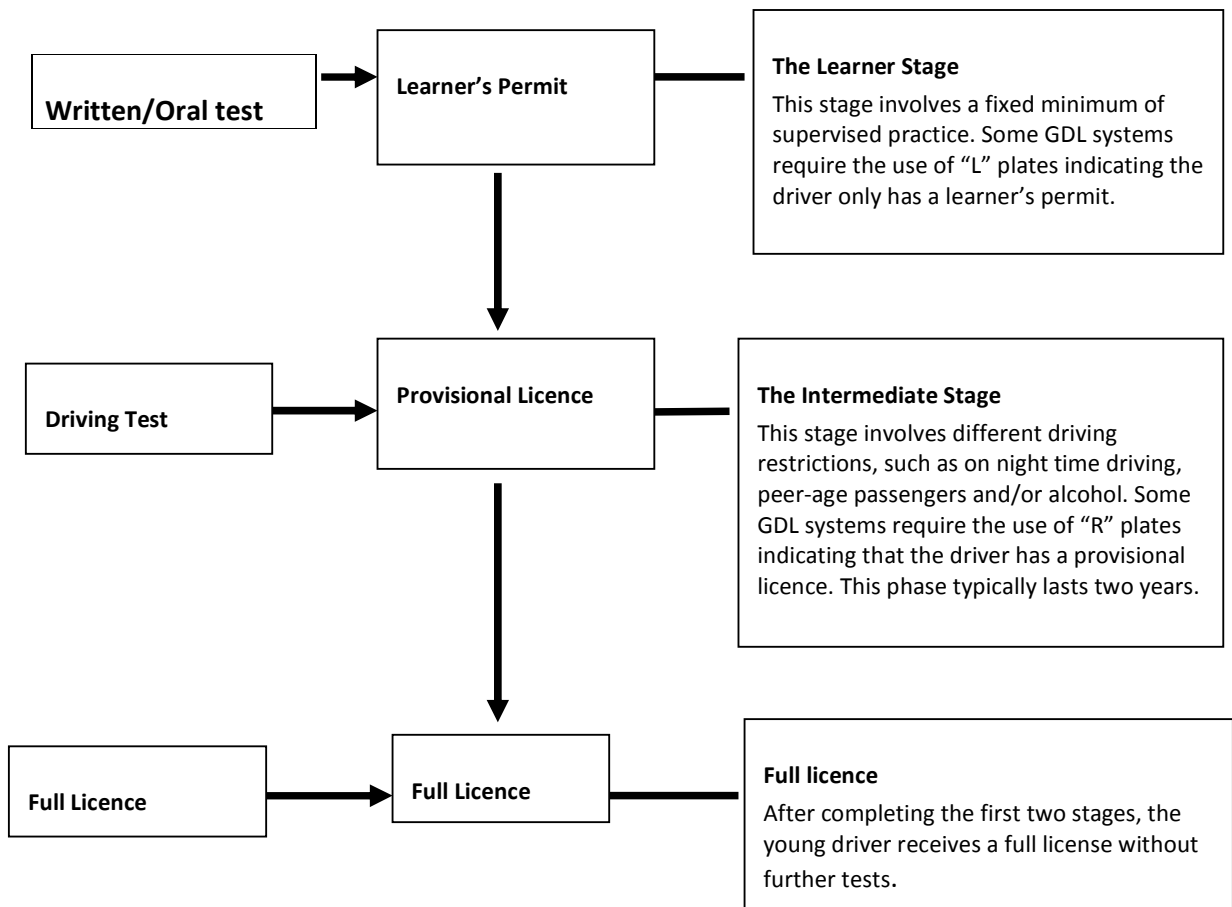 Written/Oral test
Learner’s Permit
The Learner Stage
This stage involves a fixed minimum of
supervised practice. Some GDL systems
require the use of “L” plates indicating the
driver only has a learner’s permit.
Driving Test
Provisional Licence
The Intermediate Stage
This stage involves different driving
restrictions, such as on night time driving,
peer-age passengers and/or alcohol. Some
GDL systems require the use of “R” plates
indicating that the driver has a provisional
licence. This phase typically lasts two years.
Full Licence
Full Licence
Full licence
After completing the first two stages, the
young driver receives a full license without
further tests.